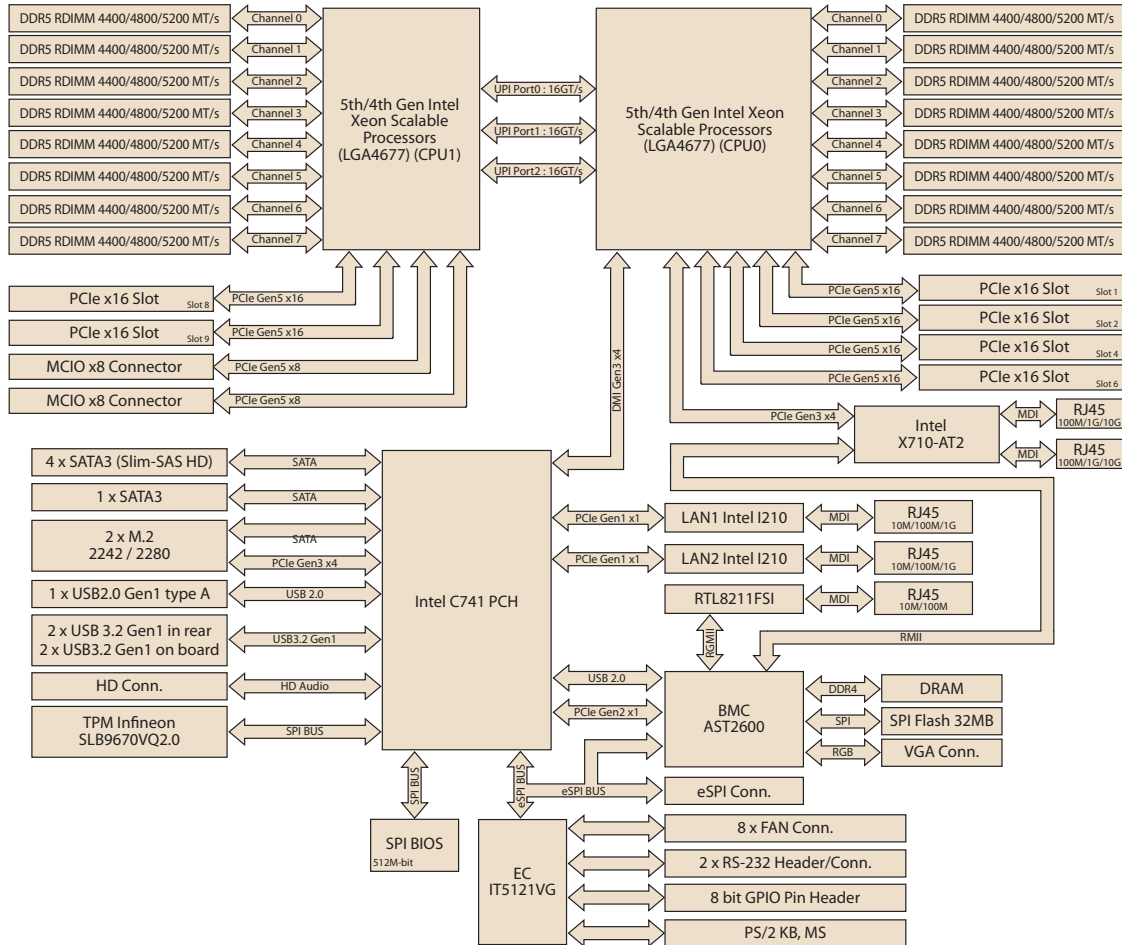 DDR5 RDIMM 4400/4800/5200 MT/s
Channel 0
DDR5 RDIMM 4400/4800/5200 MT/s
Channel 1
DDR5 RDIMM 4400/4800/5200 MT/s
Channel 2
DDR5 RDIMM 4400/4800/5200 MT/s
Channel 3
DDR5 RDIMM 4400/4800/5200 MT/s
Channel 4
DDR5 RDIMM 4400/4800/5200 MT/s
Channel 5
DDR5 RDIMM 4400/4800/5200 MT/s
Channel 6
DDR5 RDIMM 4400/4800/5200 MT/s
Channel 7
5th/4th Gen Intel
Xeon Scalable
Processors
(LGA4677) (CPU1)
UPI Port0 : 16GT/s
UPI Port1 : 16GT/s
UPI Port2 : 16GT/s
5th/4th Gen Intel Xeon
Scalable Processors
(LGA4677) (CPU0)
Channel 0
DDR5 RDIMM 4400/4800/5200 MT/s
Channel 1
DDR5 RDIMM 4400/4800/5200 MT/s
Channel 2
DDR5 RDIMM 4400/4800/5200 MT/s
Channel 3
DDR5 RDIMM 4400/4800/5200 MT/s
Channel 4
DDR5 RDIMM 4400/4800/5200 MT/s
Channel 5
DDR5 RDIMM 4400/4800/5200 MT/s
Channel 6
DDR5 RDIMM 4400/4800/5200 MT/s
Channel 7
DDR5 RDIMM 4400/4800/5200 MT/s
PCIe x16 Slot
Slot 8
PCIe Gen5 x16
PCIe x16 Slot
Slot 9
PCIe Gen5 x16
MCIO x8 Connector
PCIe Gen5 x8
MCIO x8 Connector
PCIe Gen5 x8
DMI Gen3 x4
PCIe Gen5 x16
PCIe x16 Slot
Slot 1
PCIe Gen5 x16
PCIe x16 Slot
Slot 2
PCIe Gen5 x16
PCIe x16 Slot
Slot 4
PCIe Gen5 x16
PCIe x16 Slot
Slot 6
PCIe Gen3 x4
Intel
X710-AT2
MDI
RJ45
100M/1G/10G
MDI
RJ45
100M/1G/10G
4 x SATA3 (Slim-SAS HD)
SATA
1 x SATA3
SATA
2 x M.2
2242 / 2280
SATA
PCIe Gen3 x4
1 x USB2.0 Gen1 type A
USB 2.0
2 x USB 3.2 Gen1 in rear
2 x USB3.2 Gen1 on board
USB3.2 Gen1
HD Conn.
HD Audio
TPM Infineon
SLB9670VQ2.0
SPI BUS
Intel C741 PCH
PCIe Gen1 x1
LAN1 Intel I210
MDI
RJ45
10M/100M/1G
PCIe Gen1 x1
LAN2 Intel I210
MDI
RJ45
10M/100M/1G
RTL8211FSI
MDI
RJ45
10M/100M
RGMII
RMII
USB 2.0
PCIe Gen2 x1
BMC
AST2600
DDR4
DRAM
SPI
SPI Flash 32MB
RGB
VGA Conn.
SPI BUS
eSPI BUS
eSPI BUS
eSPI Conn.
SPI BIOS
512M-bit
EC
IT5121VG
8 x FAN Conn.
2 x RS-232 Header/Conn.
8 bit GPIO Pin Header
PS/2 KB, MS